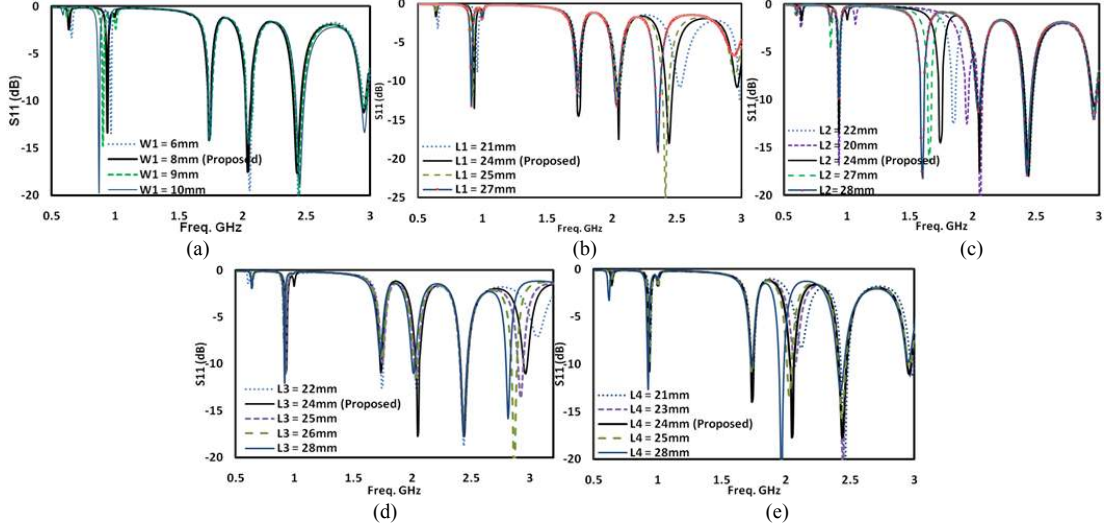 0
-5
-10
-15
-20
S11 (dB)
W1 = 6mm
W1 = 8mm (Proposed)
W1 = 9mm
W1 = 10mm
0.5 1 1.5 2 2.5 3
Freq. GHz
(a)
0
-5
-10
-15
-20
-25
S11 (dB)
L1 = 21mm
L1 = 24mm (Proposed)
L1 = 25mm
L1 = 27mm
0.5 1 1.5 2 2.5 3
Freq. GHz
(b)
0
-5
-10
-15
-20
S11 (dB)
L2 = 22mm
L2 = 20mm
L2 = 24mm (Proposed)
L2 = 27mm
L2 = 28mm
0.5 1 1.5 2 2.5 3
Freq. GHz
(c)
0
-5
-10
-15
-20
S11 (dB)
L3 = 22mm
L3 = 24mm (Proposed)
L3 = 25mm
L3 = 26mm
L3 = 28mm
0.5 1 1.5 2 2.5 3
Freq. GHz
(d)
0
-5
-10
-15
-20
S11 (dB)
L4 = 21mm
L4 = 23mm
L4 = 24mm (Proposed)
L4 = 25mm
L4 = 28mm
0.5 1 1.5 2 2.5 3
Freq. GHz
(e)